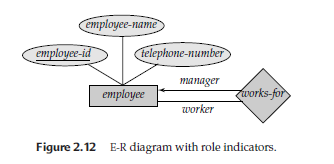 employee-name
employee-id
telephone-number
manager
employee
works-for
worker
Figure 2.12 E-R diagram with role indicators.